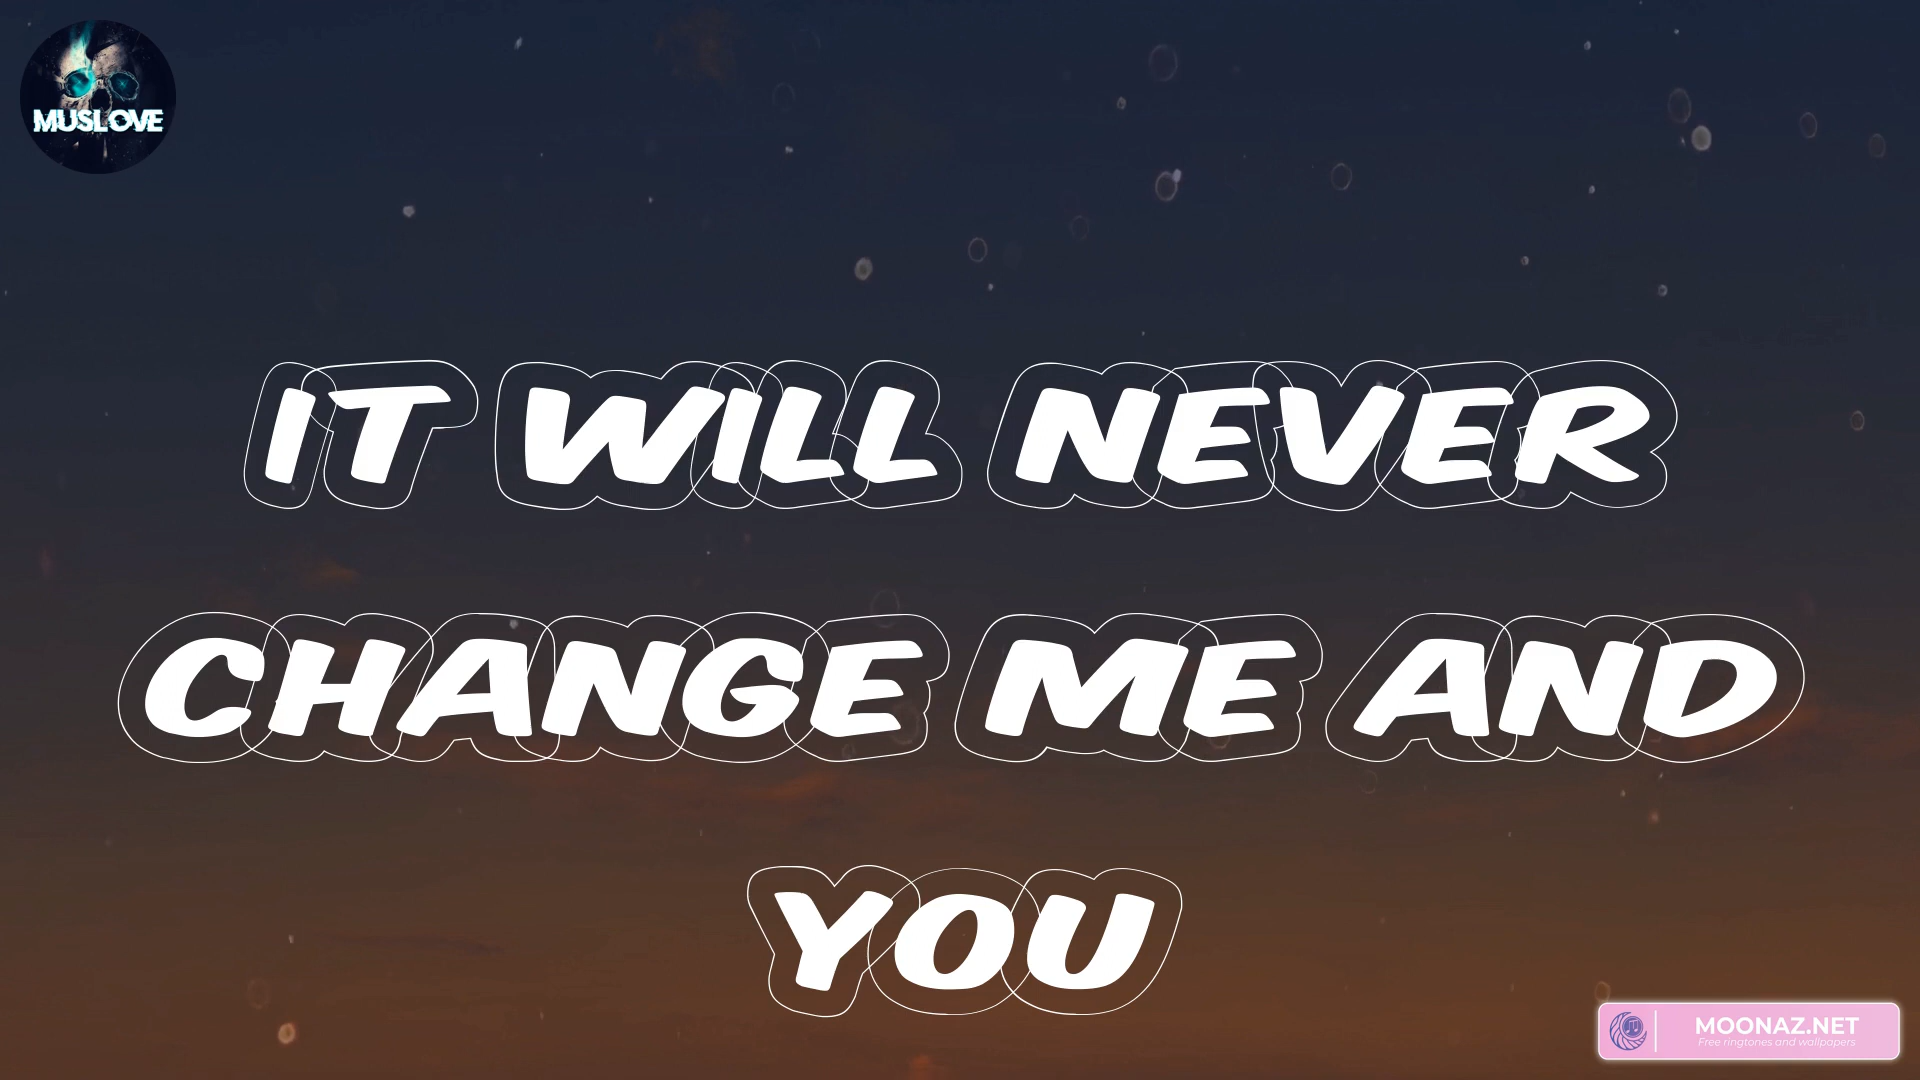 MUSLOVE
IT WILL NEVER
CHANGE ME AND
YOU
MOONAZ.NET
Free ringtones and wallpapers